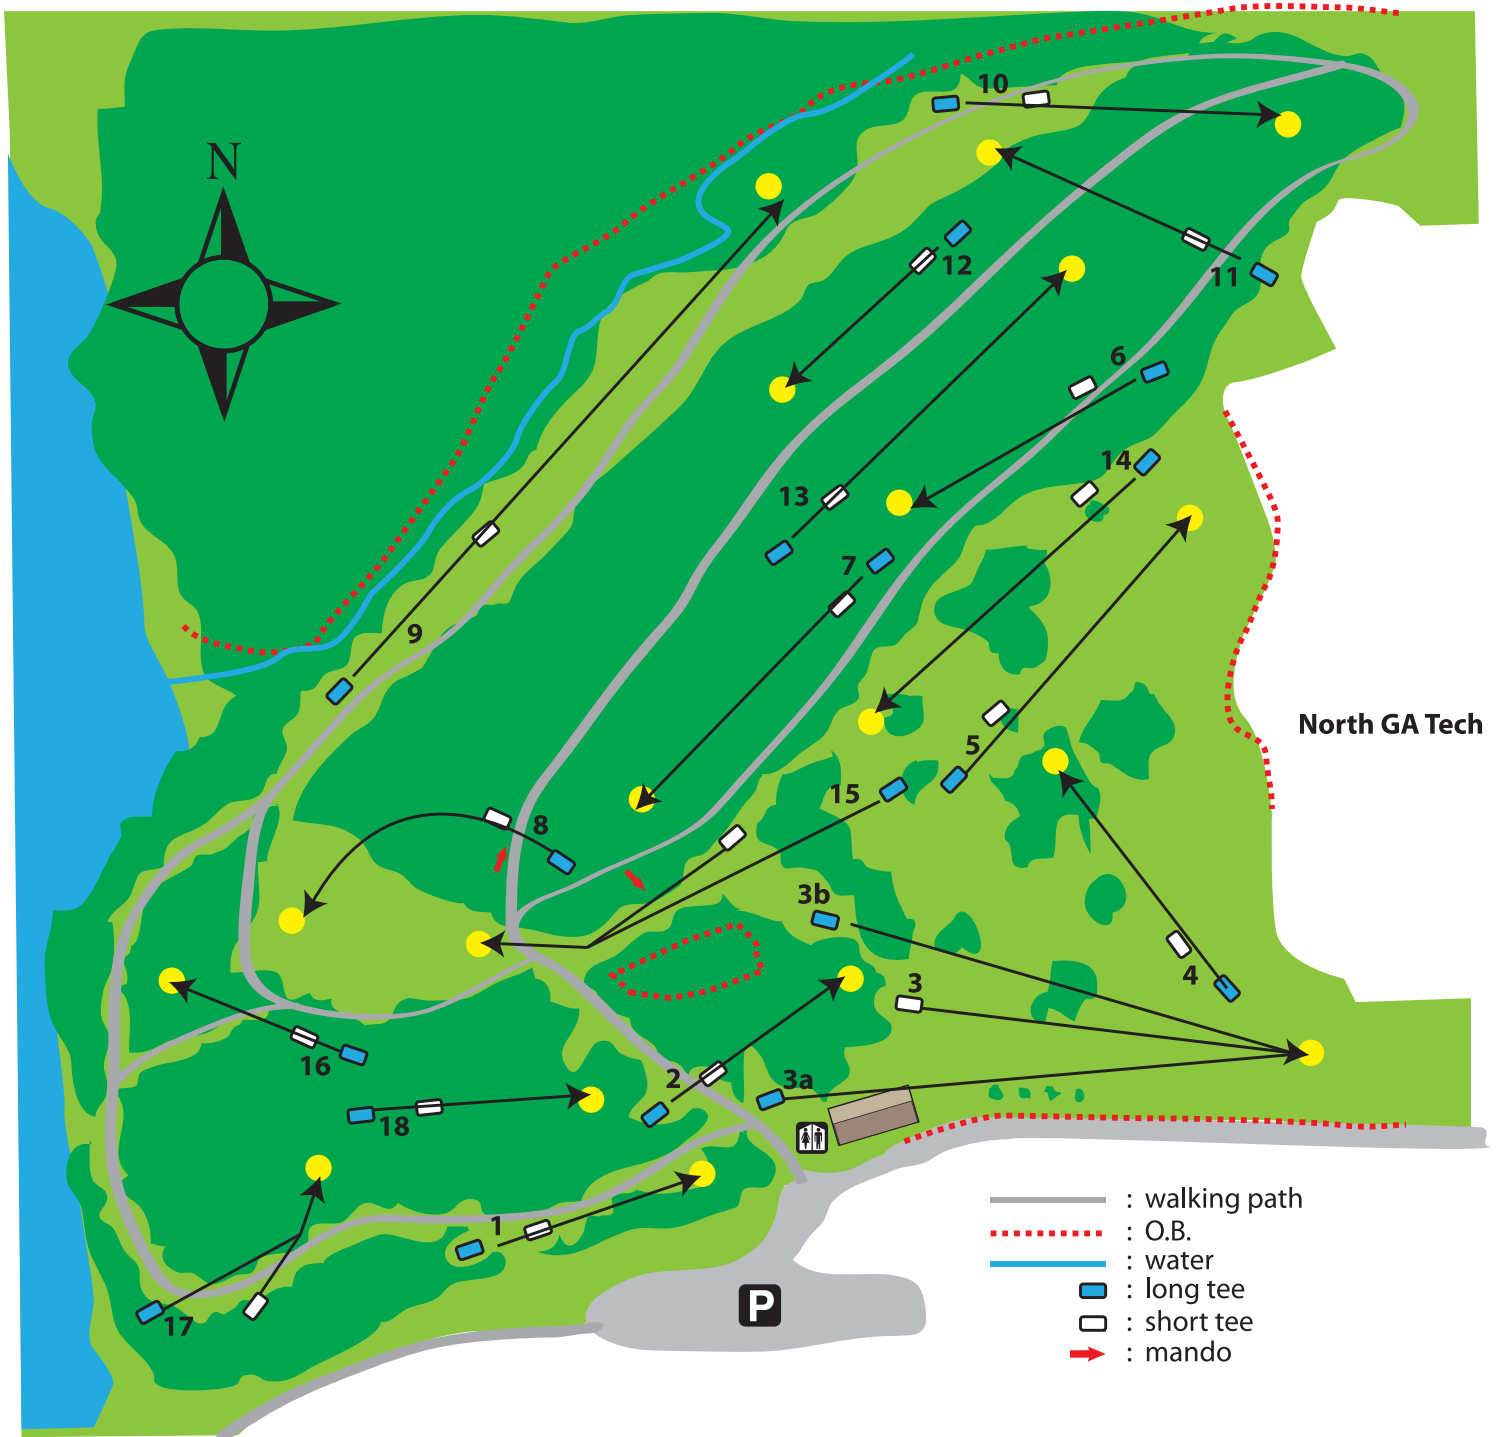 N
10
12
11
6
14
13
7
9
North GA Tech
5
15
8
3b
3
4
16
2
3a
18
1
17
P
: walking path
: O.B.
: water
: long tee
: short tee
: mando